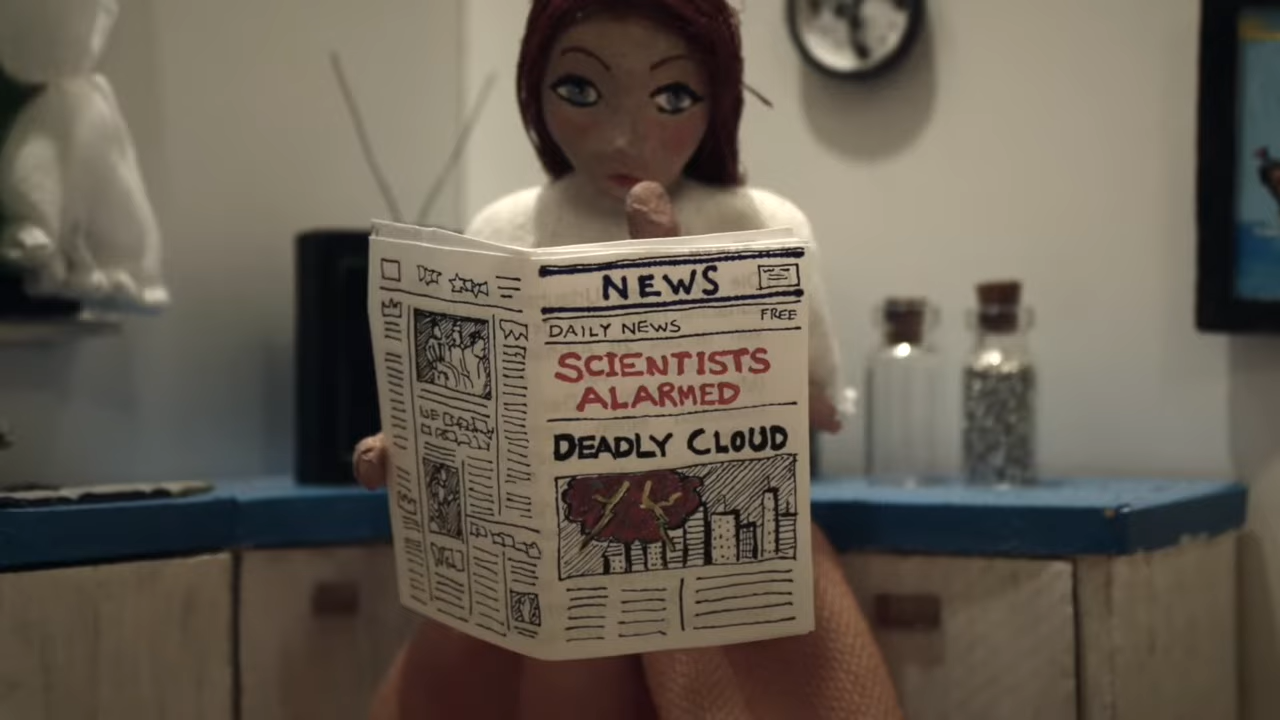 NEWS
DAILY NEWS FREE
SCIENTISTS
ALARMED
DEADLY CLOUD